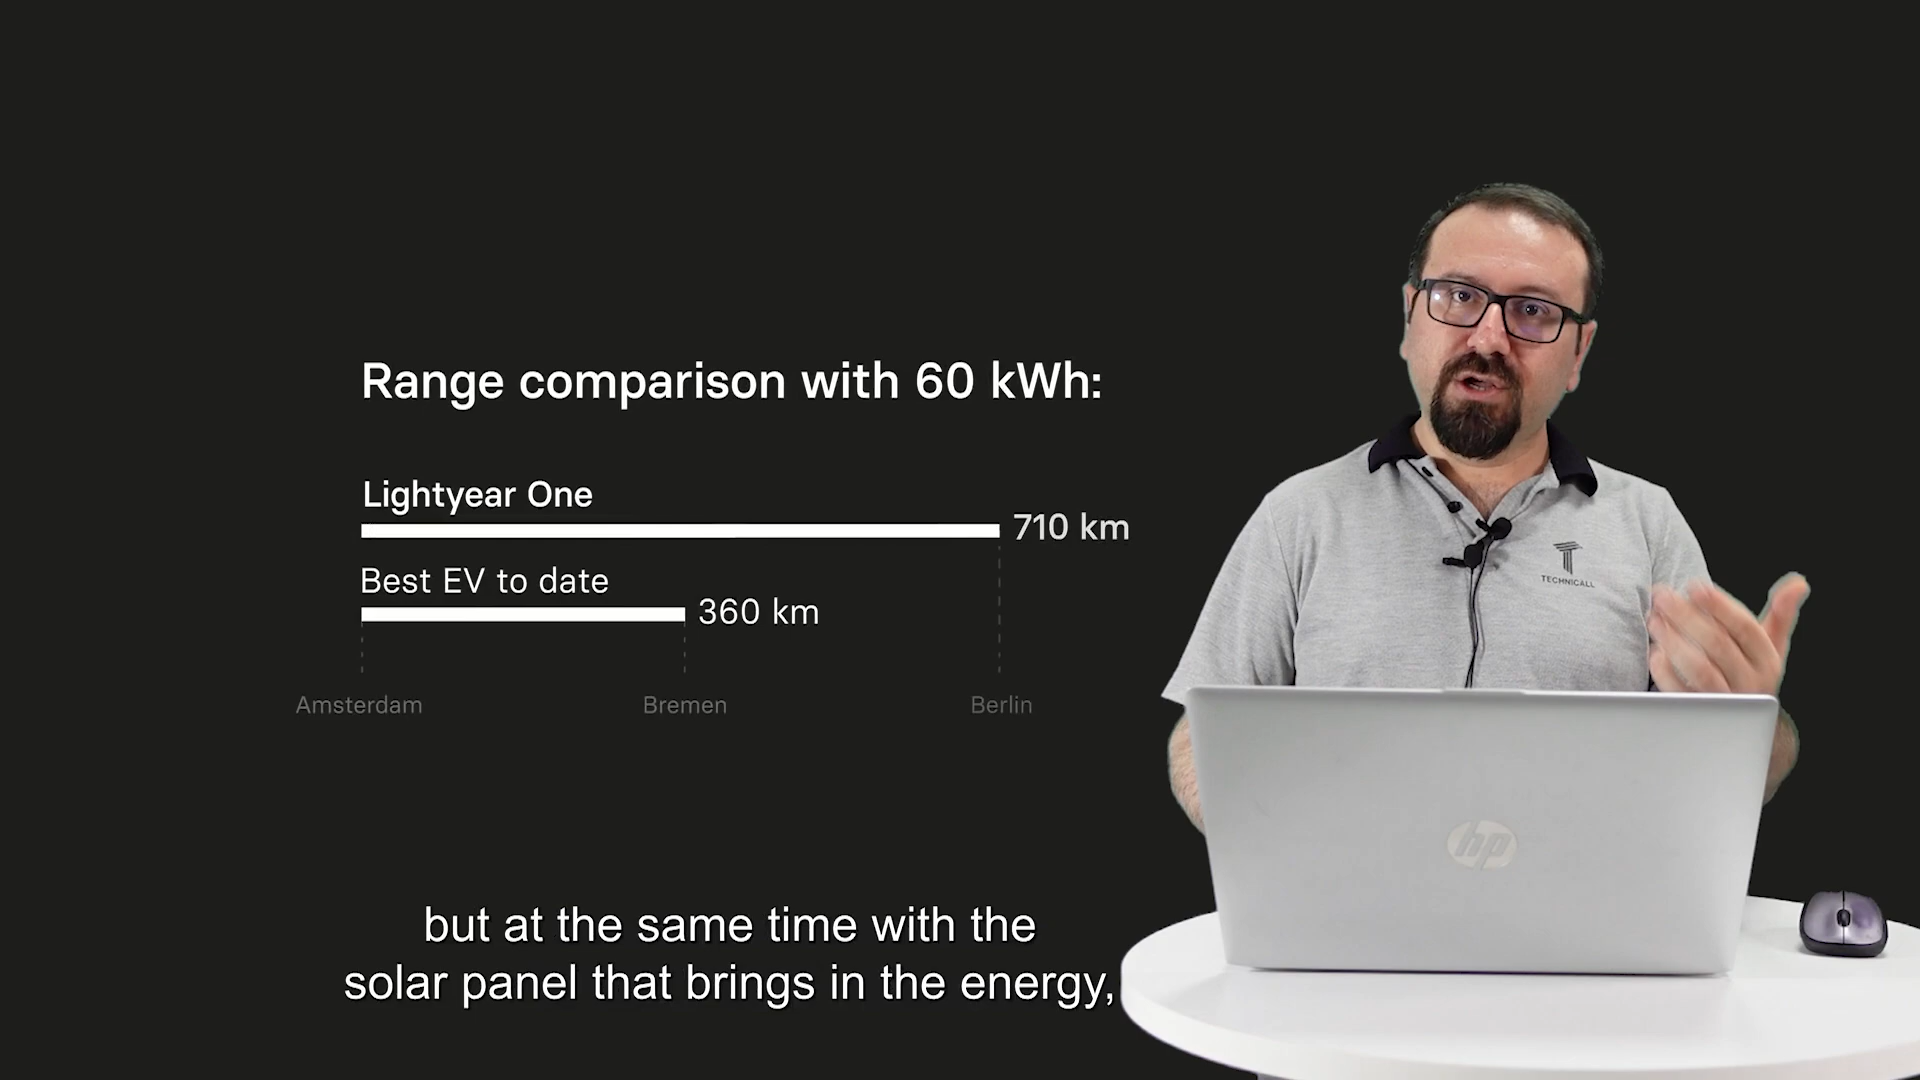 Range comparison with 60 kWh:
Lightyear One
710 km
Best EV to date
360 km
Amsterdam
Bremen
Berlin
TECHNICALL
hp
but at the same time with the
solar panel that brings in the energy,